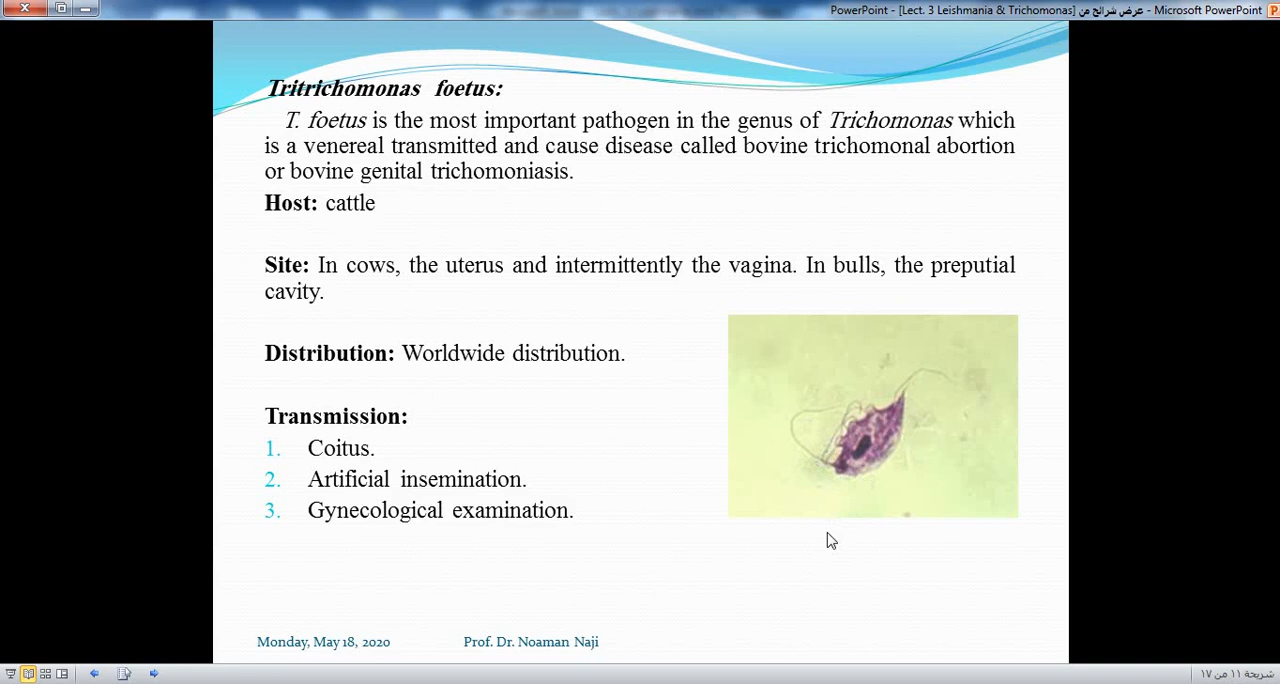 PowerPoint - [Lect. 3 Leishmania & Trichomonas] عرض شرائح من - Microsoft PowerPoint
Tritrichomonas foetus:
T. foetus is the most important pathogen in the genus of Trichomonas which
is a venereal transmitted and cause disease called bovine trichomonal abortion
or bovine genital trichomoniasis.
Host: cattle
Site: In cows, the uterus and intermittently the vagina. In bulls, the preputial
cavity.
Distribution: Worldwide distribution.
Transmission:
1. Coitus.
2. Artificial insemination.
3. Gynecological examination.
Monday, May 18, 2020 Prof. Dr. Noaman Naji
شريحة ١١ من ١٧